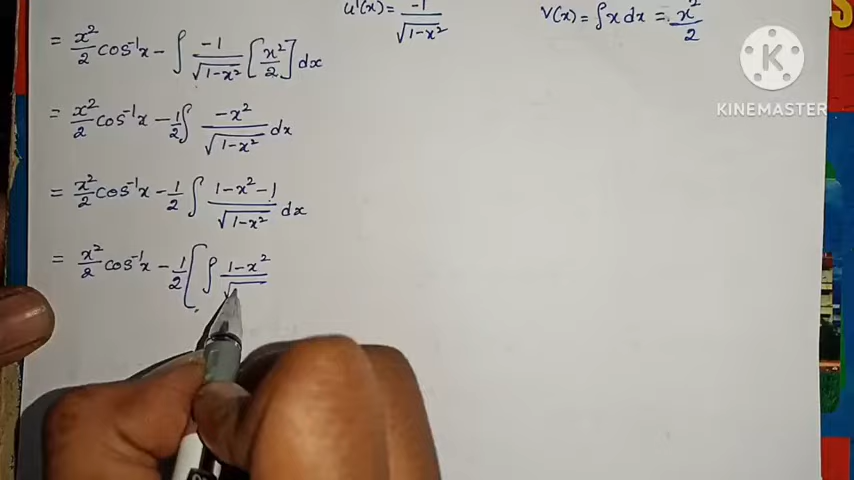 u'(x) = -1/√(1-x²)
V(x) = ∫x dx = x²/2
= x²/2 cos⁻¹x - ∫ -1/√(1-x²) [x²/2] dx
KINEMASTER
= x²/2 cos⁻¹x - 1/2 ∫ -x²/√(1-x²) dx
= x²/2 cos⁻¹x - 1/2 ∫ 1-x²-1/√(1-x²) dx
= x²/2 cos⁻¹x - 1/2 [ ∫ 1-x²/√